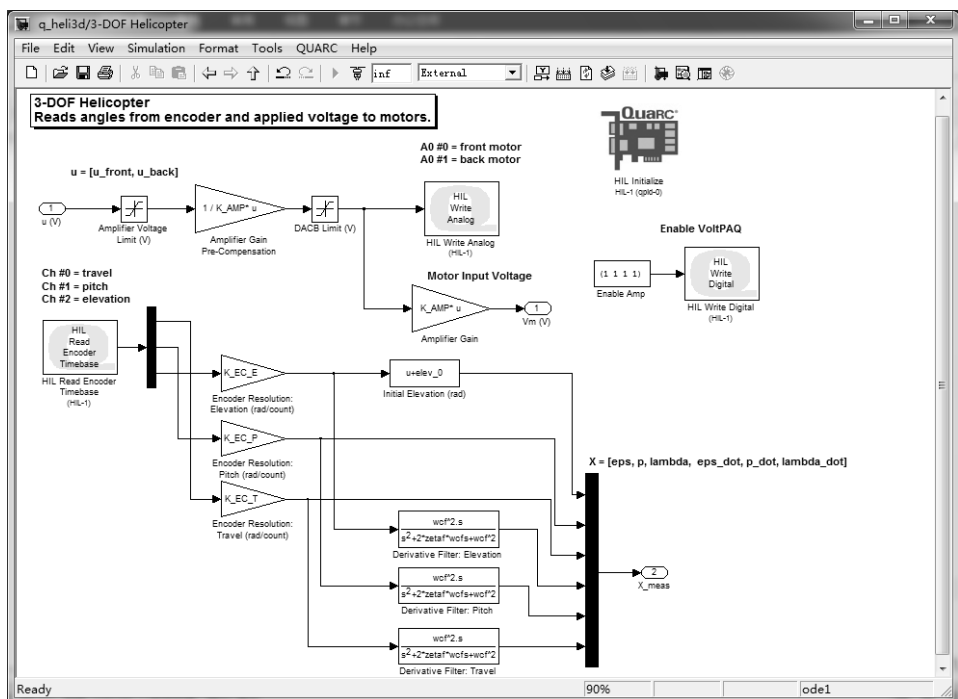 q_heli3d/3-DOF Helicopter
File Edit View Simulation Format Tools QUARC Help
inf External
3-DOF Helicopter
Reads angles from encoder and applied voltage to motors.
u = [u_front, u_back]
1
u (V)
Amplifier Voltage
Limit (V)
1 / K_AMP* u
Amplifier Gain
Pre-Compensation
DACB Limit (V)
A0 #0 = front motor
A0 #1 = back motor
HIL
Write
Analog
HIL Write Analog
(HIL-1)
QUARC
HIL Initialize
HIL-1 (qpid-0)
Enable VoltPAQ
(1 1 1 1)
Enable Amp
HIL
Write
Digital
HIL Write Digital
(HIL-1)
Motor Input Voltage
K_AMP* u
Amplifier Gain
1
Vm (V)
Ch #0 = travel
Ch #1 = pitch
Ch #2 = elevation
HIL
Read
Encoder
Timebase
HIL Read Encoder
Timebase
(HIL-1)
K_EC_E
Encoder Resolution:
Elevation (rad/count)
u+elev_0
Initial Elevation (rad)
K_EC_P
Encoder Resolution:
Pitch (rad/count)
K_EC_T
Encoder Resolution:
Travel (rad/count)
X = [eps, p, lambda, eps_dot, p_dot, lambda_dot]
wcf^2.s
s2+2*zetaf*wcfs+wcf^2
Derivative Filter: Elevation
wcf^2.s
s2+2*zetaf*wcfs+wcf^2
Derivative Filter: Pitch
wcf^2.s
s2+2*zetaf*wcfs+wcf^2
Derivative Filter: Travel
2
X_meas
Ready 90% ode1